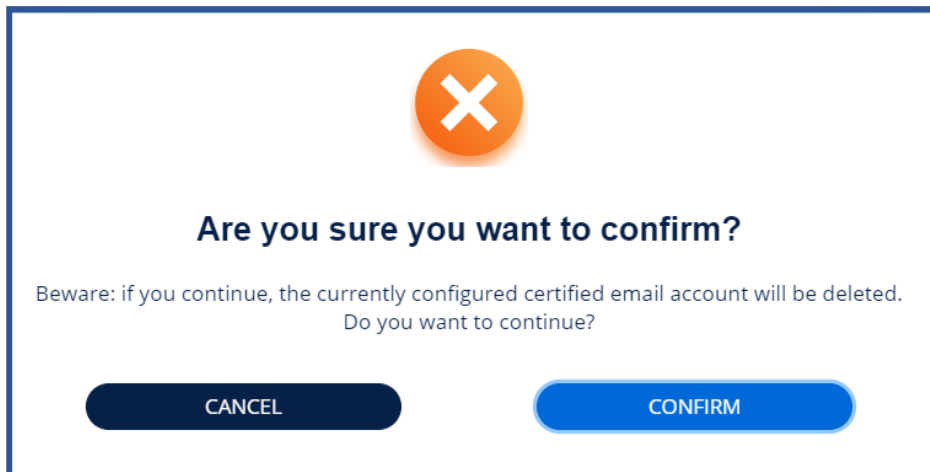 Are you sure you want to confirm?
Beware: if you continue, the currently configured certified email account will be deleted.
Do you want to continue?
CANCEL
CONFIRM